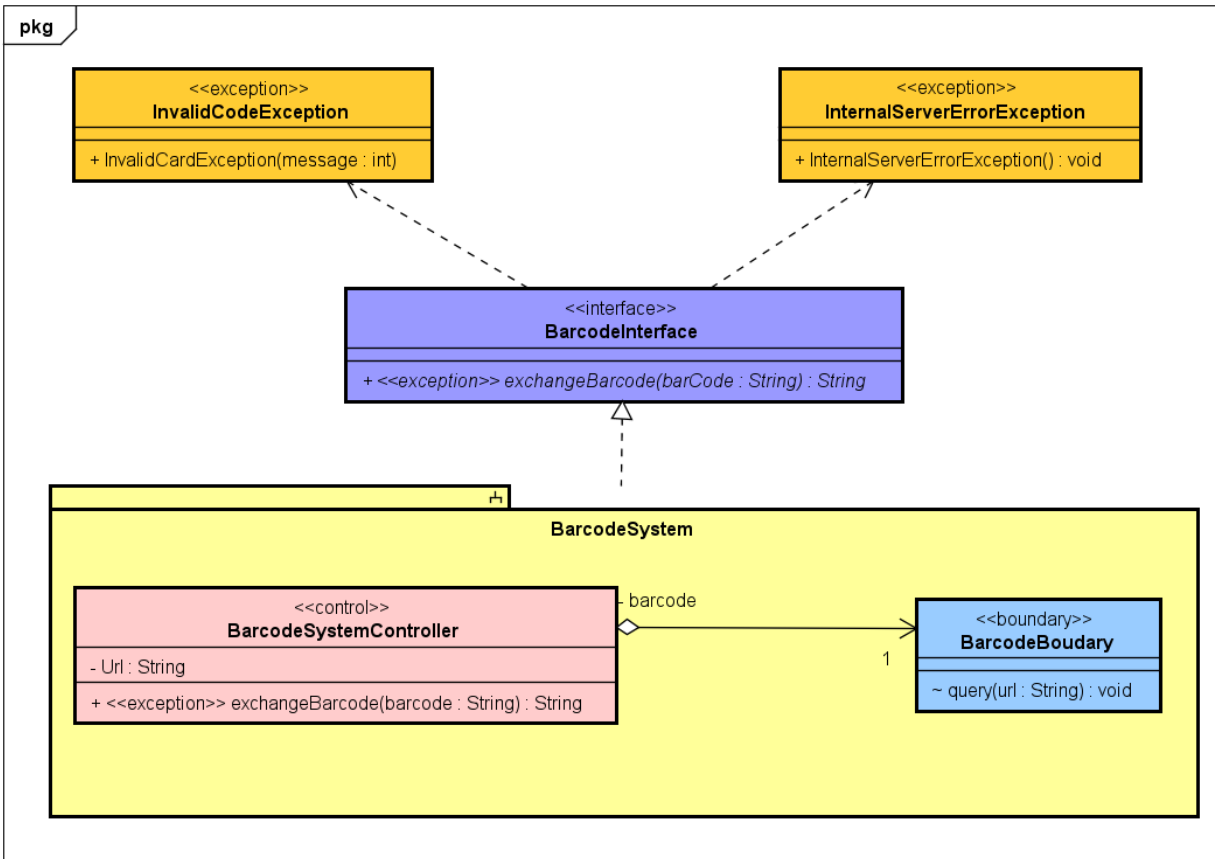 pkg
<<exception>>
InvalidCodeException
+ InvalidCardException(message : int)
<<exception>>
InternalServerErrorException
+ InternalServerErrorException() : void
<<interface>>
BarcodeInterface
+ <<exception>> exchangeBarcode(barCode : String) : String
BarcodeSystem
<<control>>
BarcodeSystemController
- Url : String
+ <<exception>> exchangeBarcode(barcode : String) : String
- barcode
1
<<boundary>>
BarcodeBoudary
~ query(url : String) : void